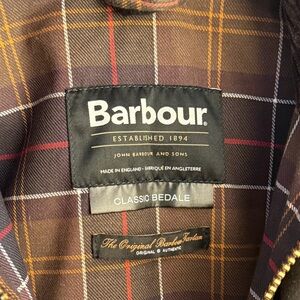 Barbour
ESTABLISHED 1894
JOHN BARBOUR AND SONS
MADE IN ENGLAND - FABRIQUÉ EN ANGLETERRE
CLASSIC BEDALE
The Original Barbour Tartan
ORIGINAL & AUTHENTIC